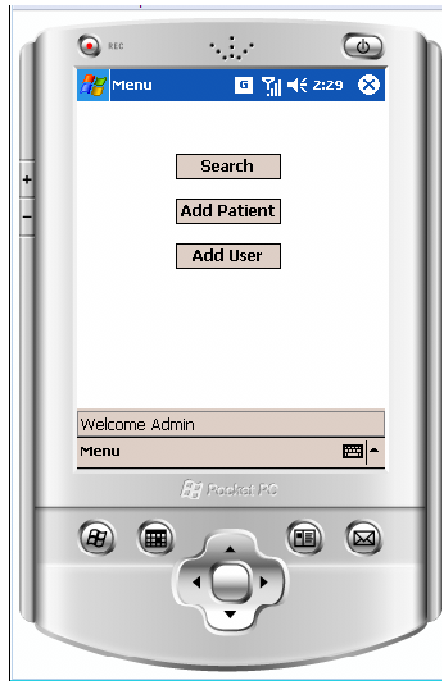 REC
Menu G 2:29
Search
Add Patient
Add User
Welcome Admin
Menu
Pocket PC